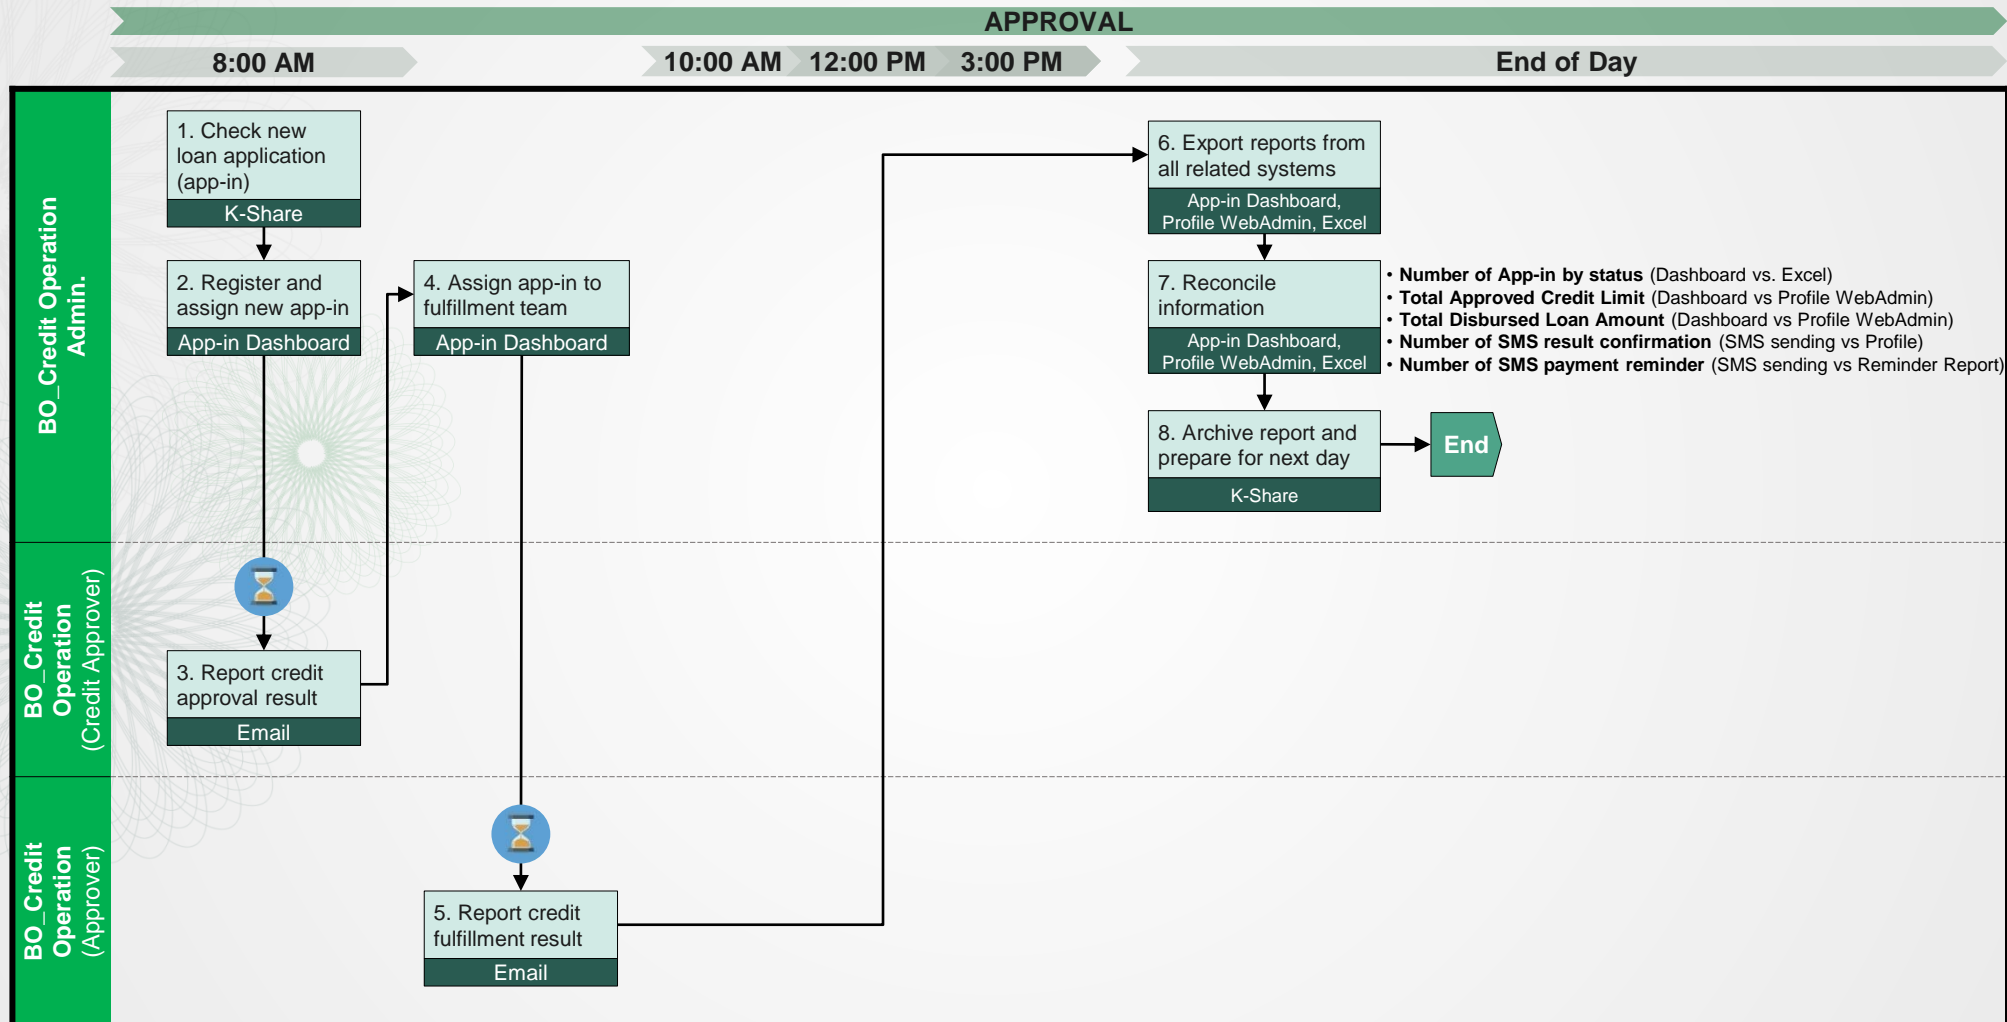 APPROVAL
8:00 AM
10:00 AM
12:00 PM
3:00 PM
End of Day
BO_Credit Operation
Admin.
1. Check new
loan application
(app-in)
K-Share
2. Register and
assign new app-in
App-in Dashboard
4. Assign app-in to
fulfillment team
App-in Dashboard
6. Export reports from
all related systems
App-in Dashboard,
Profile WebAdmin, Excel
7. Reconcile
information
App-in Dashboard,
Profile WebAdmin, Excel
• Number of App-in by status (Dashboard vs. Excel)
• Total Approved Credit Limit (Dashboard vs Profile WebAdmin)
• Total Disbursed Loan Amount (Dashboard vs Profile WebAdmin)
• Number of SMS result confirmation (SMS sending vs Profile)
• Number of SMS payment reminder (SMS sending vs Reminder Report)
8. Archive report and
prepare for next day
K-Share
End
BO_Credit
Operation
(Credit Approver)
3. Report credit
approval result
Email
BO_Credit
Operation
(Approver)
5. Report credit
fulfillment result
Email